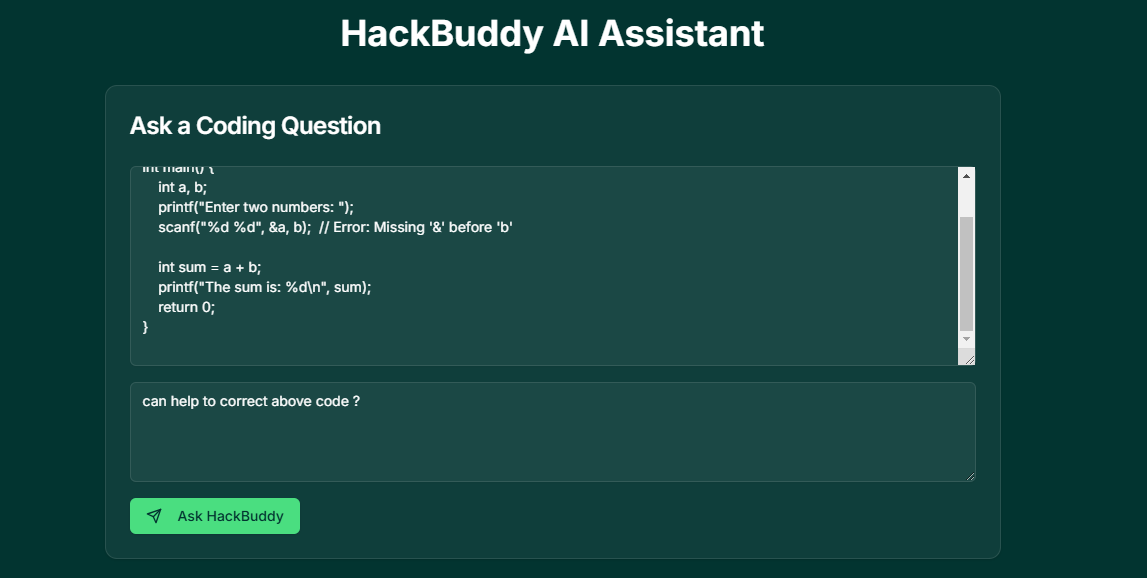 HackBuddy AI Assistant
Ask a Coding Question
int main() {
int a, b;
printf("Enter two numbers: ");
scanf("%d %d", &a, b);  // Error: Missing '&' before 'b'
int sum = a + b;
printf("The sum is: %d\n", sum);
return 0;
}
can help to correct above code ?
Ask HackBuddy